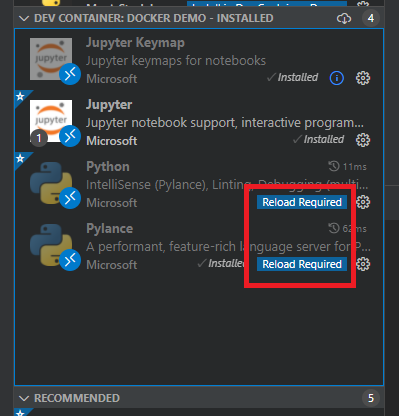 DEV CONTAINER: DOCKER DEMO - INSTALLED 4
Jupyter Keymap
Jupyter keymaps for notebooks
Microsoft ✓Installed
jupyter
Jupyter
Jupyter notebook support, interactive program...
Microsoft ✓Installed
jupyter
1
Python 11ms
IntelliSense (Pylance), Linting, Debugging (multi...
Microsoft Reload Required
Pylance 62ms
A performant, feature-rich language server for P...
Microsoft ✓Installed Reload Required
RECOMMENDED 5